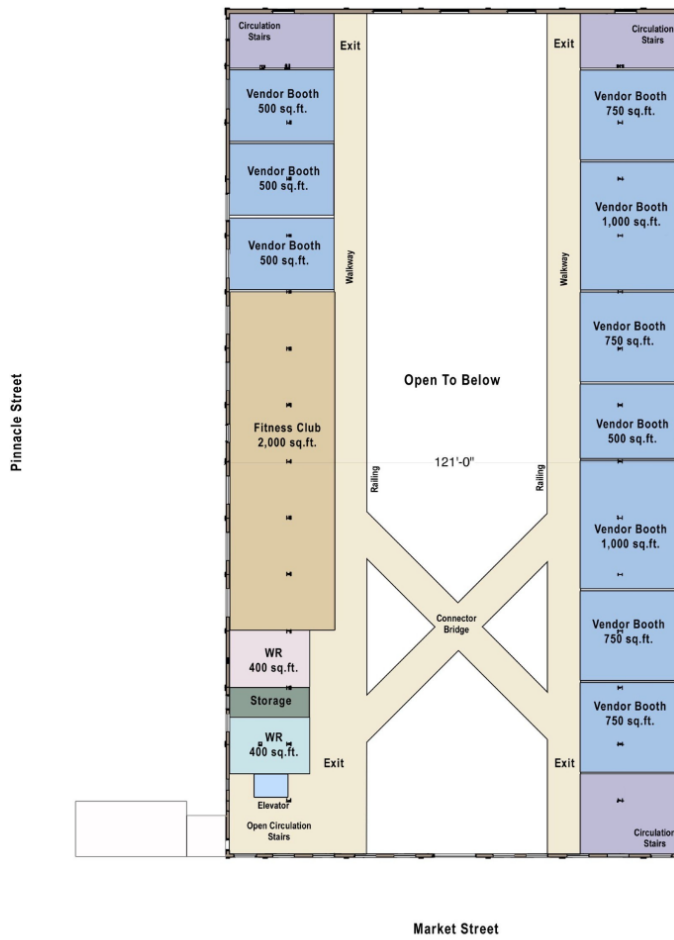 Circulation
Stairs
Exit
Exit
Circulation
Stairs
Vendor Booth
500 sq.ft.
Vendor Booth
750 sq.ft.
Vendor Booth
500 sq.ft.
Vendor Booth
1,000 sq.ft.
Vendor Booth
500 sq.ft.
Walkway
Walkway
Vendor Booth
750 sq.ft.
Pinnacle Street
Open To Below
Fitness Club
2,000 sq.ft.
Vendor Booth
500 sq.ft.
121'-0"
Railing
Railing
Vendor Booth
1,000 sq.ft.
Connector
Bridge
Vendor Booth
750 sq.ft.
WR
400 sq.ft.
Storage
Vendor Booth
750 sq.ft.
WR
400 sq.ft.
Exit
Exit
Elevator
Open Circulation
Stairs
Circulation
Stairs
Market Street